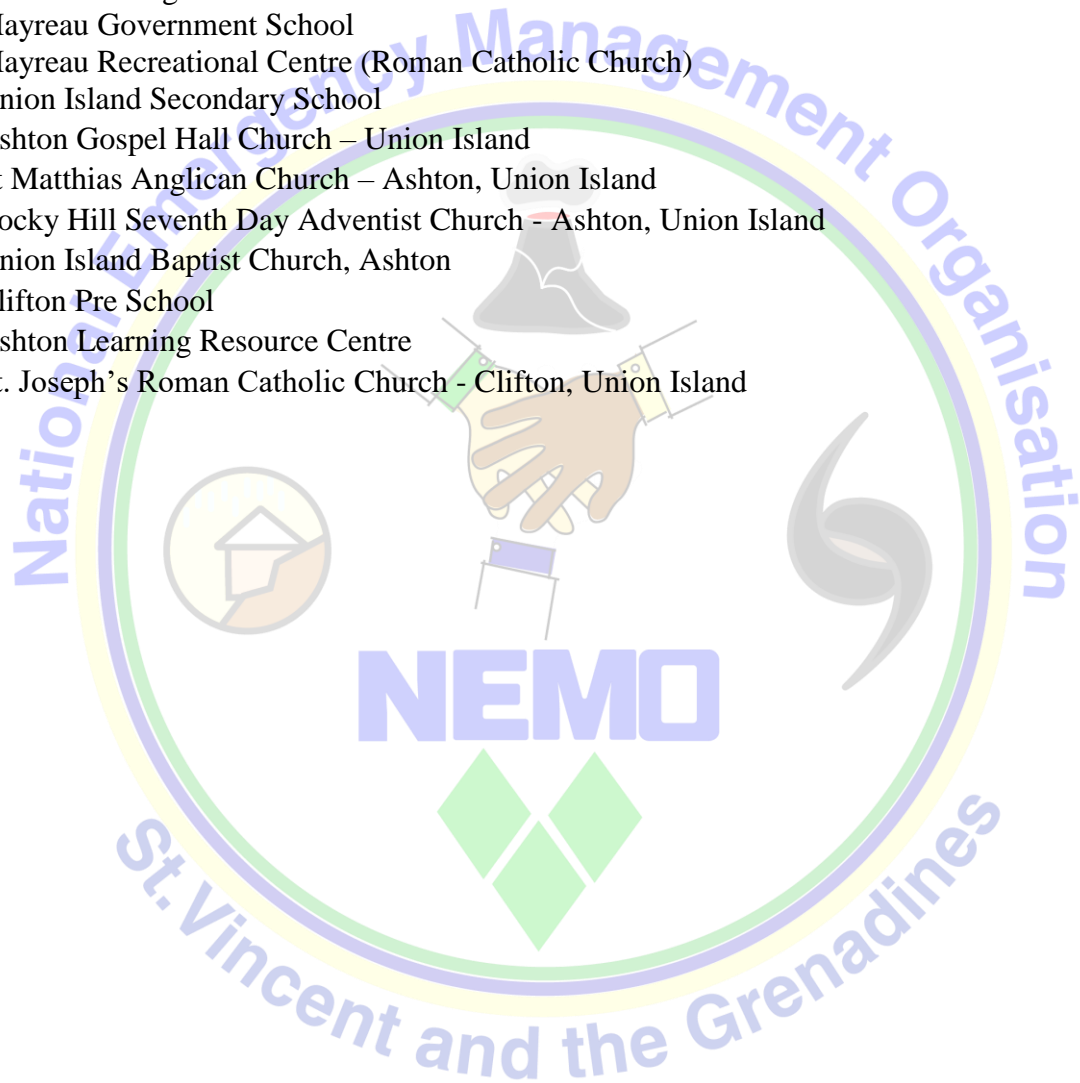 ayreau Government School
ayreau Recreational Centre (Roman Catholic Church)
nion Island Secondary School
shton Gospel Hall Church – Union Island
t Matthias Anglican Church – Ashton, Union Island
ocky Hill Seventh Day Adventist Church - Ashton, Union Island
nion Island Baptist Church, Ashton
lifton Pre School
shton Learning Resource Centre
t. Joseph's Roman Catholic Church - Clifton, Union Island
National Emergency Management Organisation
NEMO
St.Vincent and the Grenadines